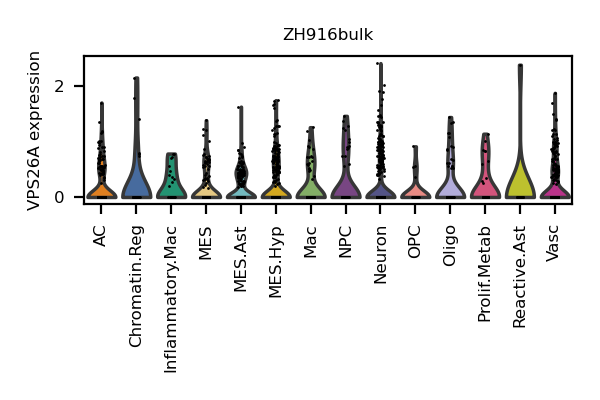 ZH916bulk
VPS26A expression
2
0
AC
Chromatin.Reg
Inflammatory.Mac
MES
MES.Ast
MES.Hyp
Mac
NPC
Neuron
OPC
Oligo
Prolif.Metab
Reactive.Ast
Vasc